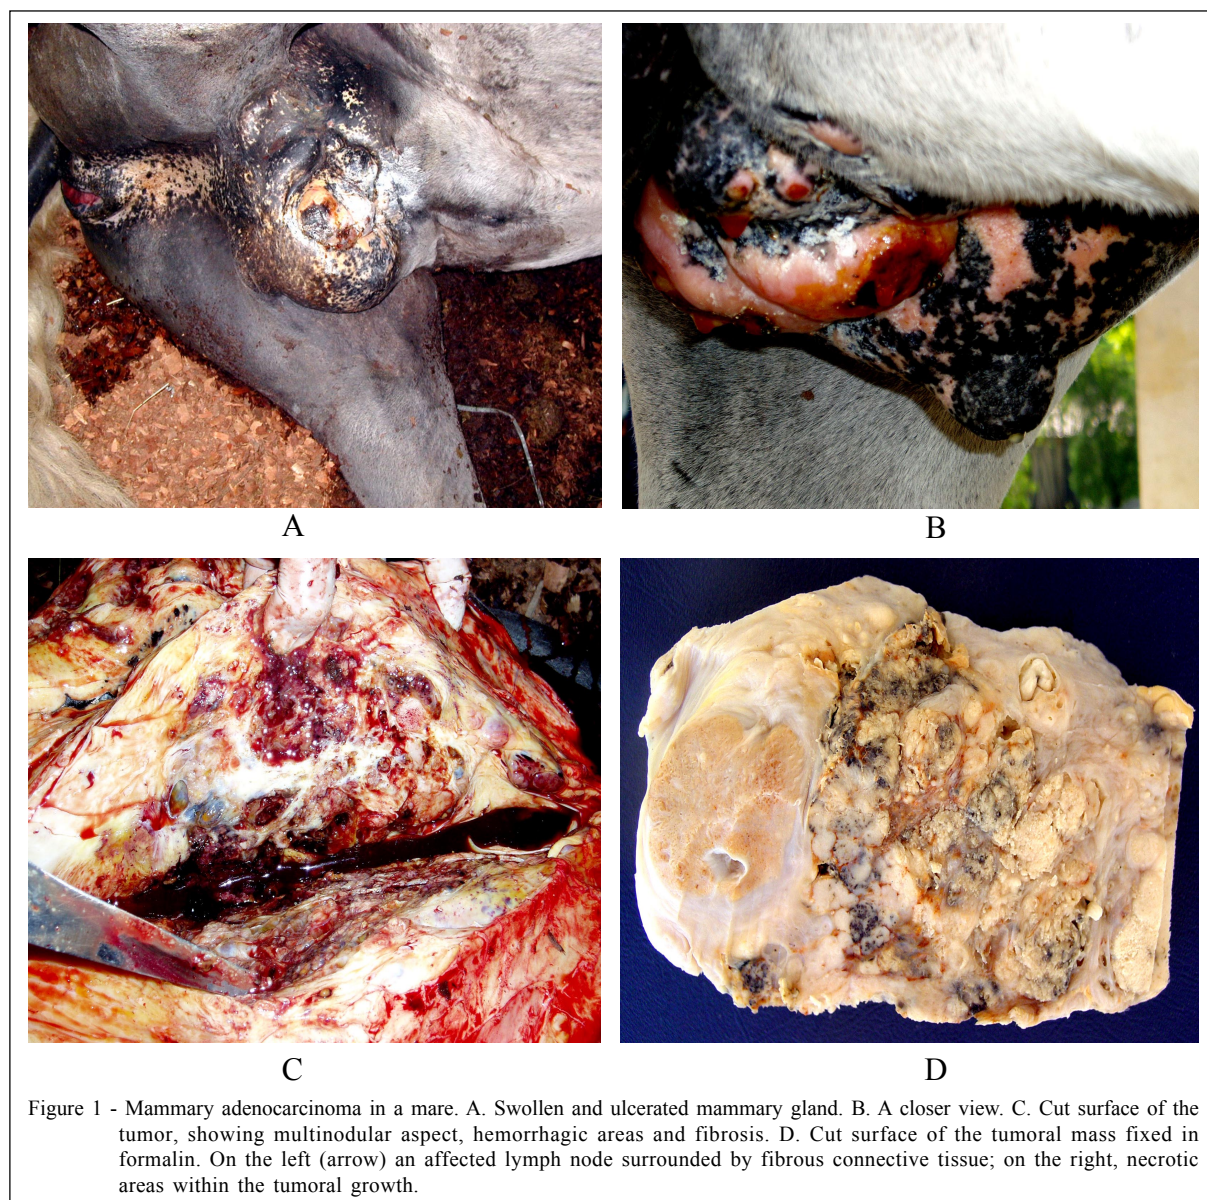 A
B
C
D
Figure 1 - Mammary adenocarcinoma in a mare. A. Swollen and ulcerated mammary gland. B. A closer view. C. Cut surface of the
tumor, showing multinodular aspect, hemorrhagic areas and fibrosis. D. Cut surface of the tumoral mass fixed in
formalin. On the left (arrow) an affected lymph node surrounded by fibrous connective tissue; on the right, necrotic
areas within the tumoral growth.